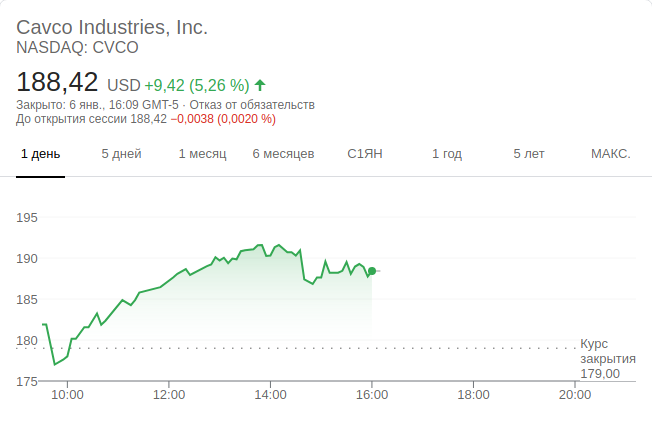 Cavco Industries, Inc.
NASDAQ: CVCO
188,42 USD +9,42 (5,26 %)
Закрыто: 6 янв., 16:09 GMT-5 · Отказ от обязательств
До открытия сессии 188,42 −0,0038 (0,0020 %)
1 день 5 дней 1 месяц 6 месяцев С1ЯН 1 год 5 лет МАКС.
195
190
185
180
Курс
закрытия
179,00
175
10:00 12:00 14:00 16:00 18:00 20:00